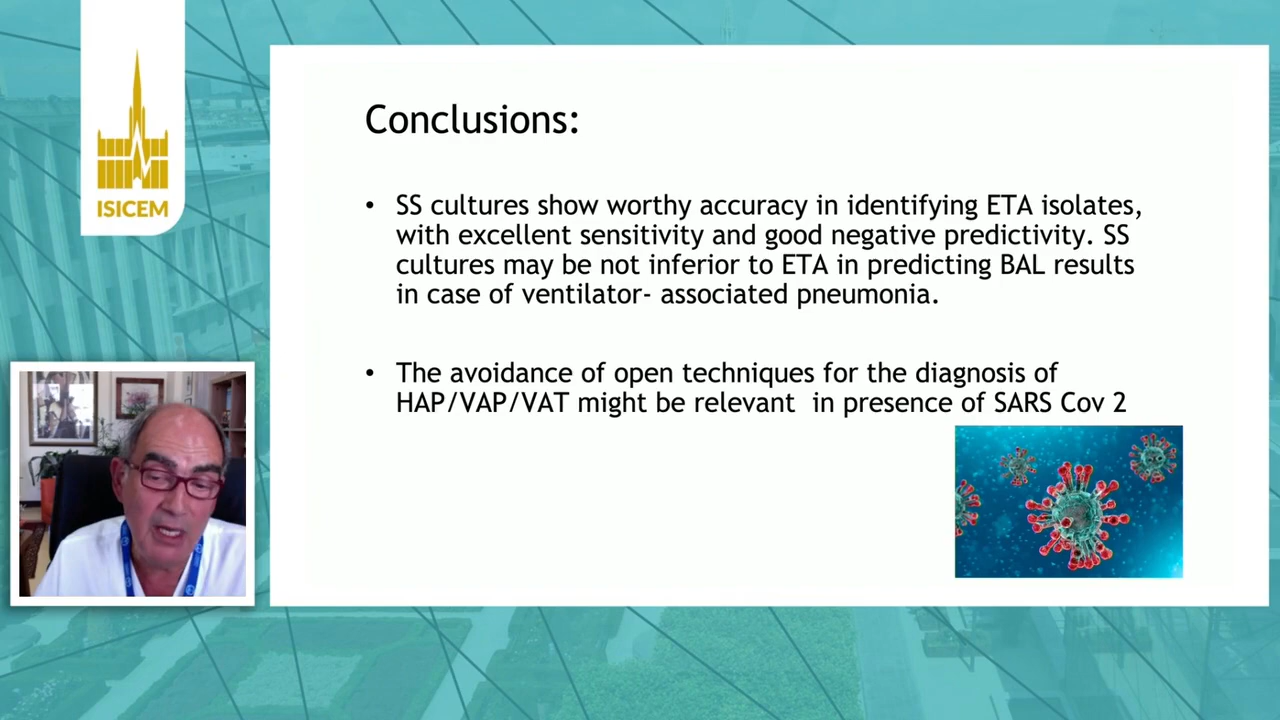 ISICEM
Conclusions:
• SS cultures show worthy accuracy in identifying ETA isolates,
with excellent sensitivity and good negative predictivity. SS
cultures may be not inferior to ETA in predicting BAL results
in case of ventilator- associated pneumonia.
• The avoidance of open techniques for the diagnosis of
HAP/VAP/VAT might be relevant  in presence of SARS Cov 2